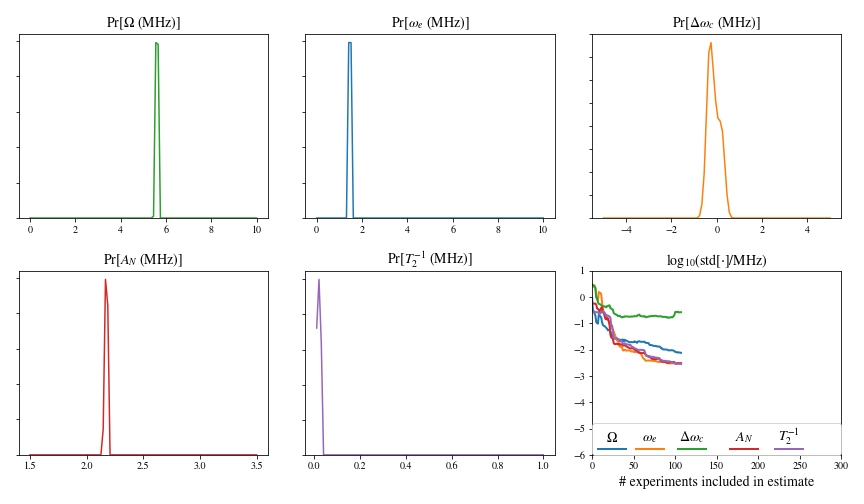 Pr[Ω (MHz)]
0 2 4 6 8 10
Pr[ωₑ (MHz)]
0 2 4 6 8 10
Pr[Δω_c (MHz)]
−4 −2 0 2 4
Pr[A_N (MHz)]
1.5 2.0 2.5 3.0 3.5
Pr[T₂⁻¹ (MHz)]
0.0 0.2 0.4 0.6 0.8 1.0
log₁₀(std[·]/MHz)
1
0
−1
−2
−3
−4
−5
−6
Ω ωₑ Δω_c A_N T₂⁻¹
0 50 100 150 200 250 300
# experiments included in estimate